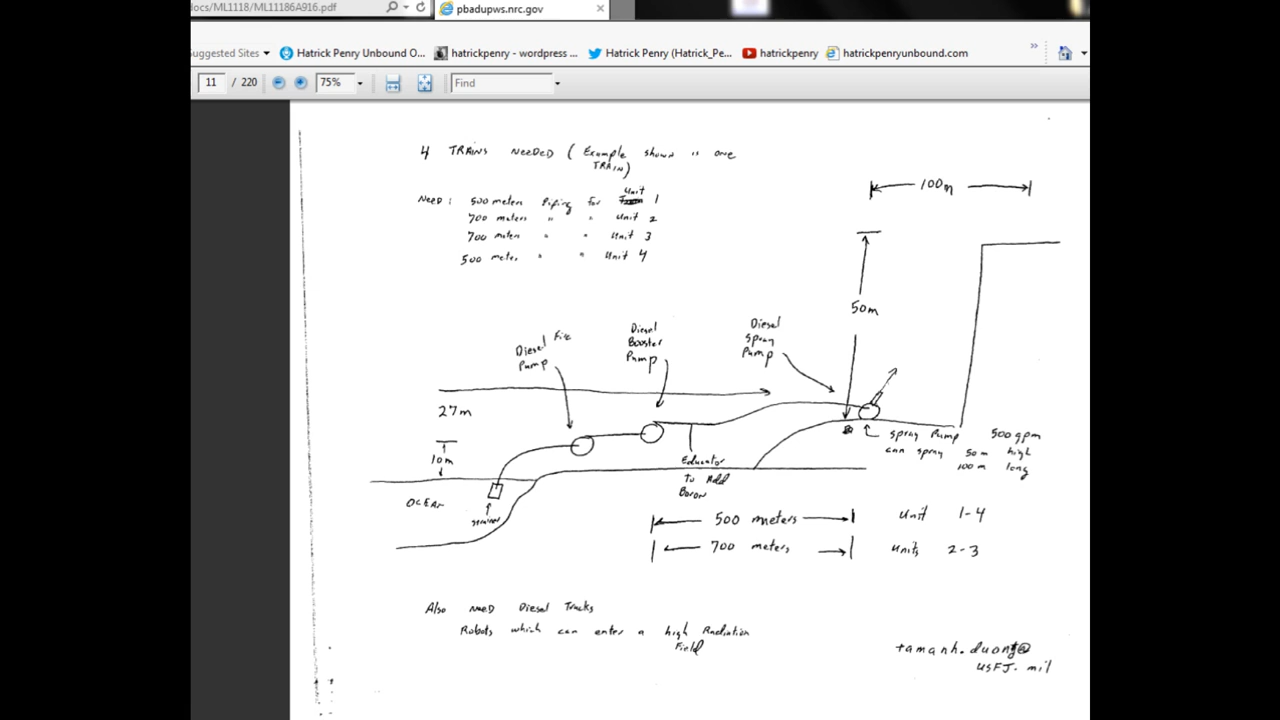 docs/ML1118/ML11186A916.pdf
pbadupws.nrc.gov
Suggested Sites
Hatrick Penry Unbound O...
hatrickpenry - wordpress ...
Hatrick Penry (Hatrick_Pe...
hatrickpenry
hatrickpenryunbound.com
11 / 220
75%
Find
4 TRAINS NEEDED (Example shown is one
TRAIN)
100m
Need: 500 meters Piping for Unit 1
700 meters " " Unit 2
700 meters " " Unit 3
500 meter " " Unit 4
50m
Diesel Fire
Pump
Diesel
Booster
Pump
Diesel
Spray
Pump
27m
10m
OCEAN
strainer
Educator
To Add
Boron
Spray Pump 500 gpm
can spray 50 m high
100 m long
500 meters Unit 1-4
700 meters Units 2-3
Also need Diesel Trucks
Robots which can enter a high Radiation
Field
tamanh.duong@
USFJ.mil